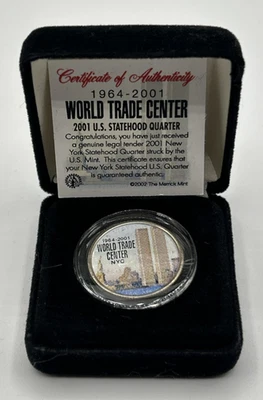 Certificate of Authenticity
1964-2001
WORLD TRADE CENTER
2001 U.S. STATEHOOD QUARTER
Congratulations, you have just received
a genuine legal tender 2001 New
York Statehood Quarter struck by the
U.S. Mint. This certificate ensures that
your New York Statehood U.S. Quarter
is guaranteed authentic.
©2002 The Merrick Mint
1964-2001
WORLD TRADE
CENTER
NYC